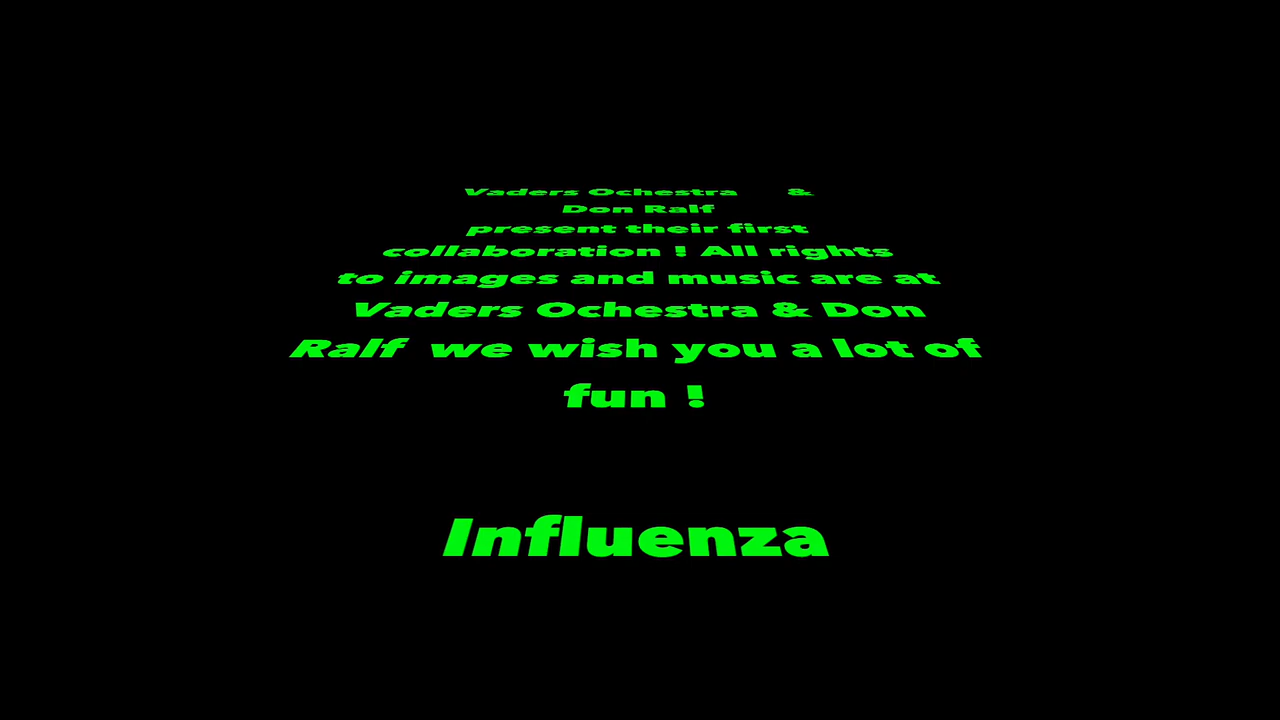 Vaders Ochestra &
Don Ralf
present their first
collaboration ! All rights
to images and music are at
Vaders Ochestra & Don
Ralf we wish you a lot of
fun !
Influenza